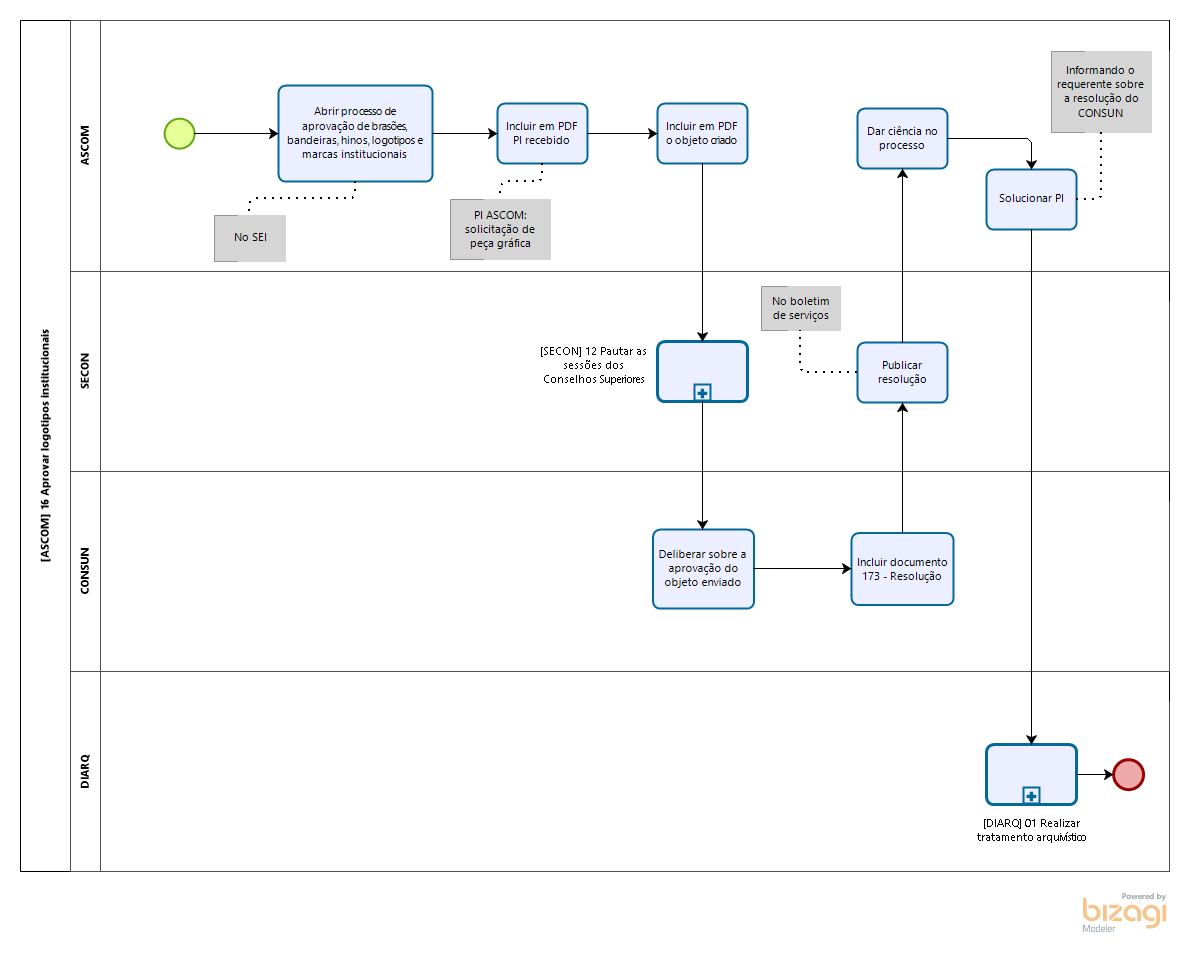 [ASCOM] 16 Aprovar logotipos institucionais
ASCOM
Abrir processo de
aprovação de brasões,
bandeiras, hinos, logotipos e
marcas institucionais
No SEI
Incluir em PDF
PI recebido
PI ASCOM:
solicitação de
peça gráfica
Incluir em PDF
o objeto criado
Dar ciência no
processo
Informando o
requerente sobre
a resolução do
CONSUN
Solucionar PI
SECON
[SECON] 12 Pautar as
sessões dos
Conselhos Superiores
No boletim
de serviços
Publicar
resolução
CONSUN
Deliberar sobre a
aprovação do
objeto enviado
Incluir documento
173 - Resolução
DIARQ
[DIARQ] 01 Realizar
tratamento arquivístico
Powered by
bizagi
Modeler